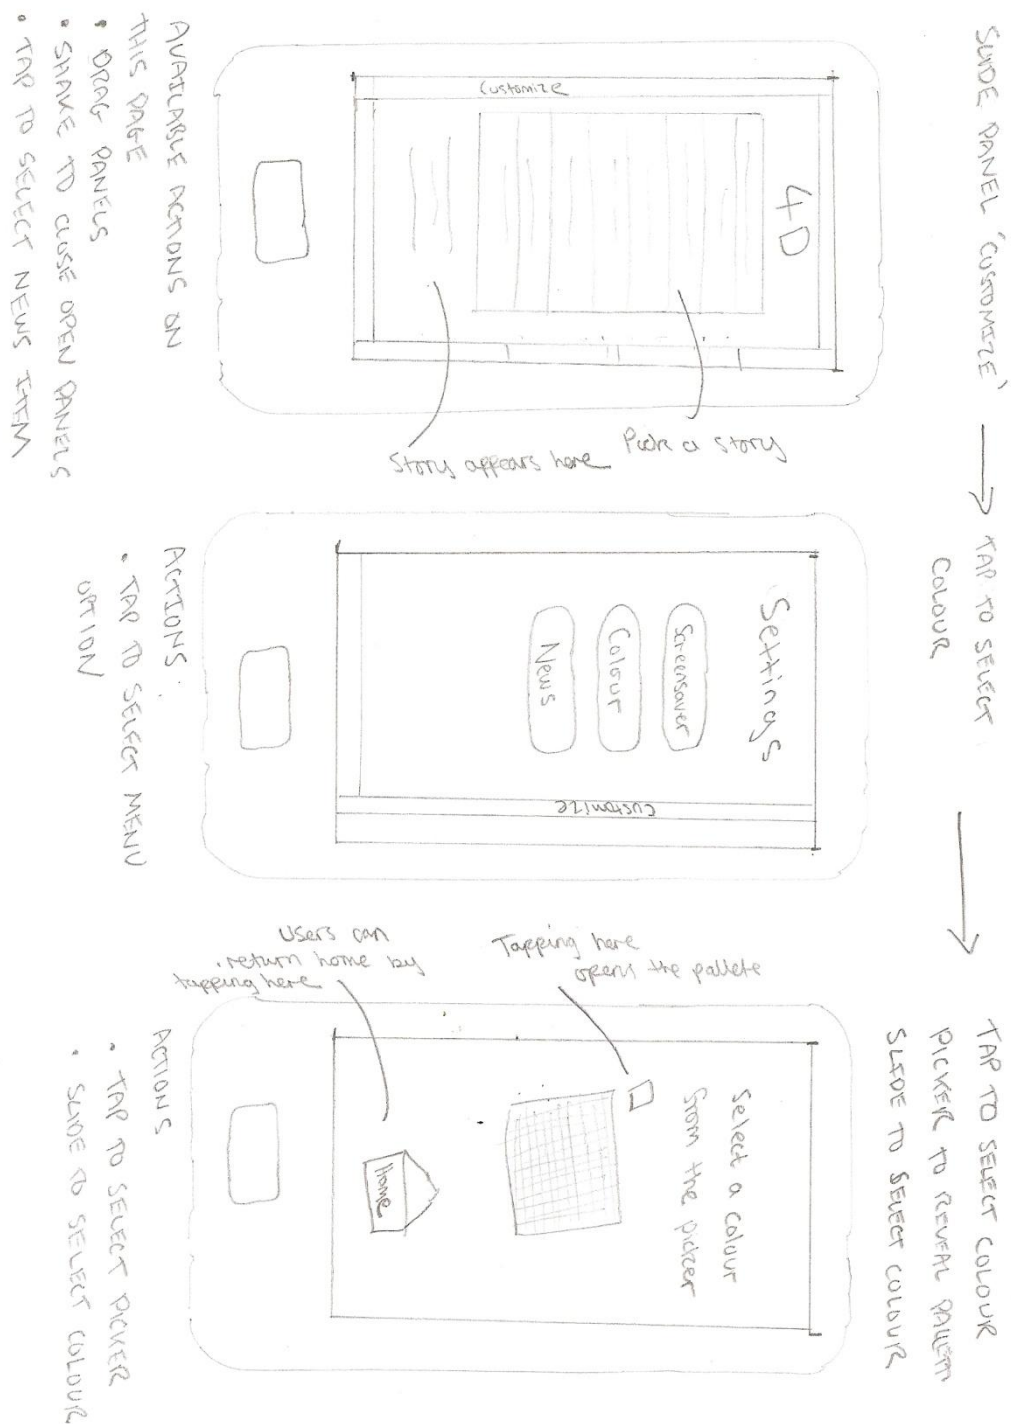 SLIDE PANEL 'CUSTOMIZE'
TAP TO SELECT
COLOUR
TAP TO SELECT COLOUR
PICKER TO REVEAL PALLETT
SLIDE TO SELECT COLOUR
4D
Customize
Pick a story
Story appears here
AVAILABLE ACTIONS ON
THIS PAGE
• DRAG PANELS
• SHAKE TO CLOSE OPEN PANELS
• TAP TO SELECT NEWS ITEM
Settings
Screensaver
Colour
News
Customize
ACTIONS
• TAP TO SELECT MENU
OPTION
Tapping here
opens the pallete
Users can
return home by
tapping here
Select a colour
from the picker
Home
ACTIONS
• TAP TO SELECT PICKER
• SLIDE TO SELECT COLOUR